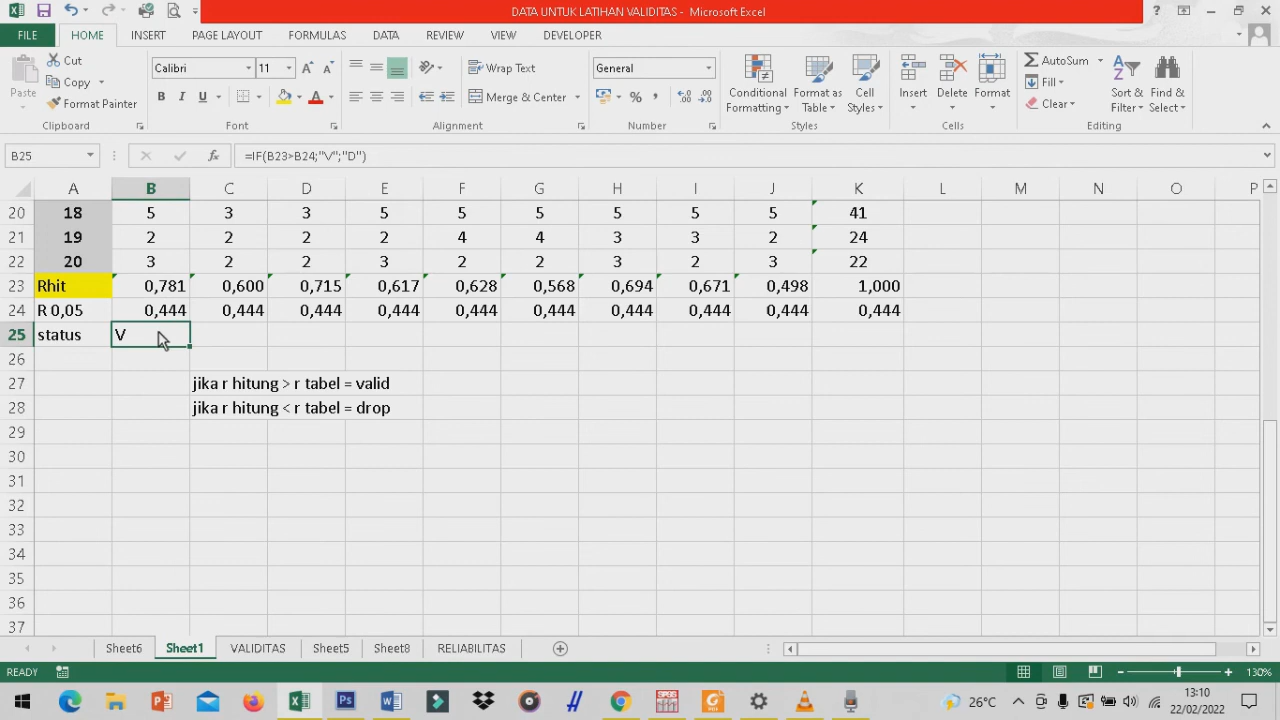 DATA UNTUK LATIHAN VALIDITAS - Microsoft Excel
FILE HOME INSERT PAGE LAYOUT FORMULAS DATA REVIEW VIEW DEVELOPER
Paste Cut Copy Format Painter
Calibri 11 B I U A A A
Wrap Text Merge & Center
General % ,
Conditional Formatting Format as Table Cell Styles
Insert Delete Format
AutoSum Fill Clear Sort & Filter Find & Select
Clipboard Font Alignment Number Styles Cells Editing
B25 fx =IF(B23>B24;"V";"D")
A B C D E F G H I J K L M N O P
20 18 5 3 3 5 5 5 5 5 5 41
21 19 2 2 2 2 4 4 3 3 2 24
22 20 3 2 2 3 2 2 3 2 3 22
23 Rhit 0,781 0,600 0,715 0,617 0,628 0,568 0,694 0,671 0,498 1,000
24 R 0,05 0,444 0,444 0,444 0,444 0,444 0,444 0,444 0,444 0,444 0,444
25 status V
26
27 jika r hitung > r tabel = valid
28 jika r hitung < r tabel = drop
29
30
31
32
33
34
35
36
37
Sheet6 Sheet1 VALIDITAS Sheet5 Sheet8 RELIABILITAS
READY 130%
26°C 13:10
22/02/2022